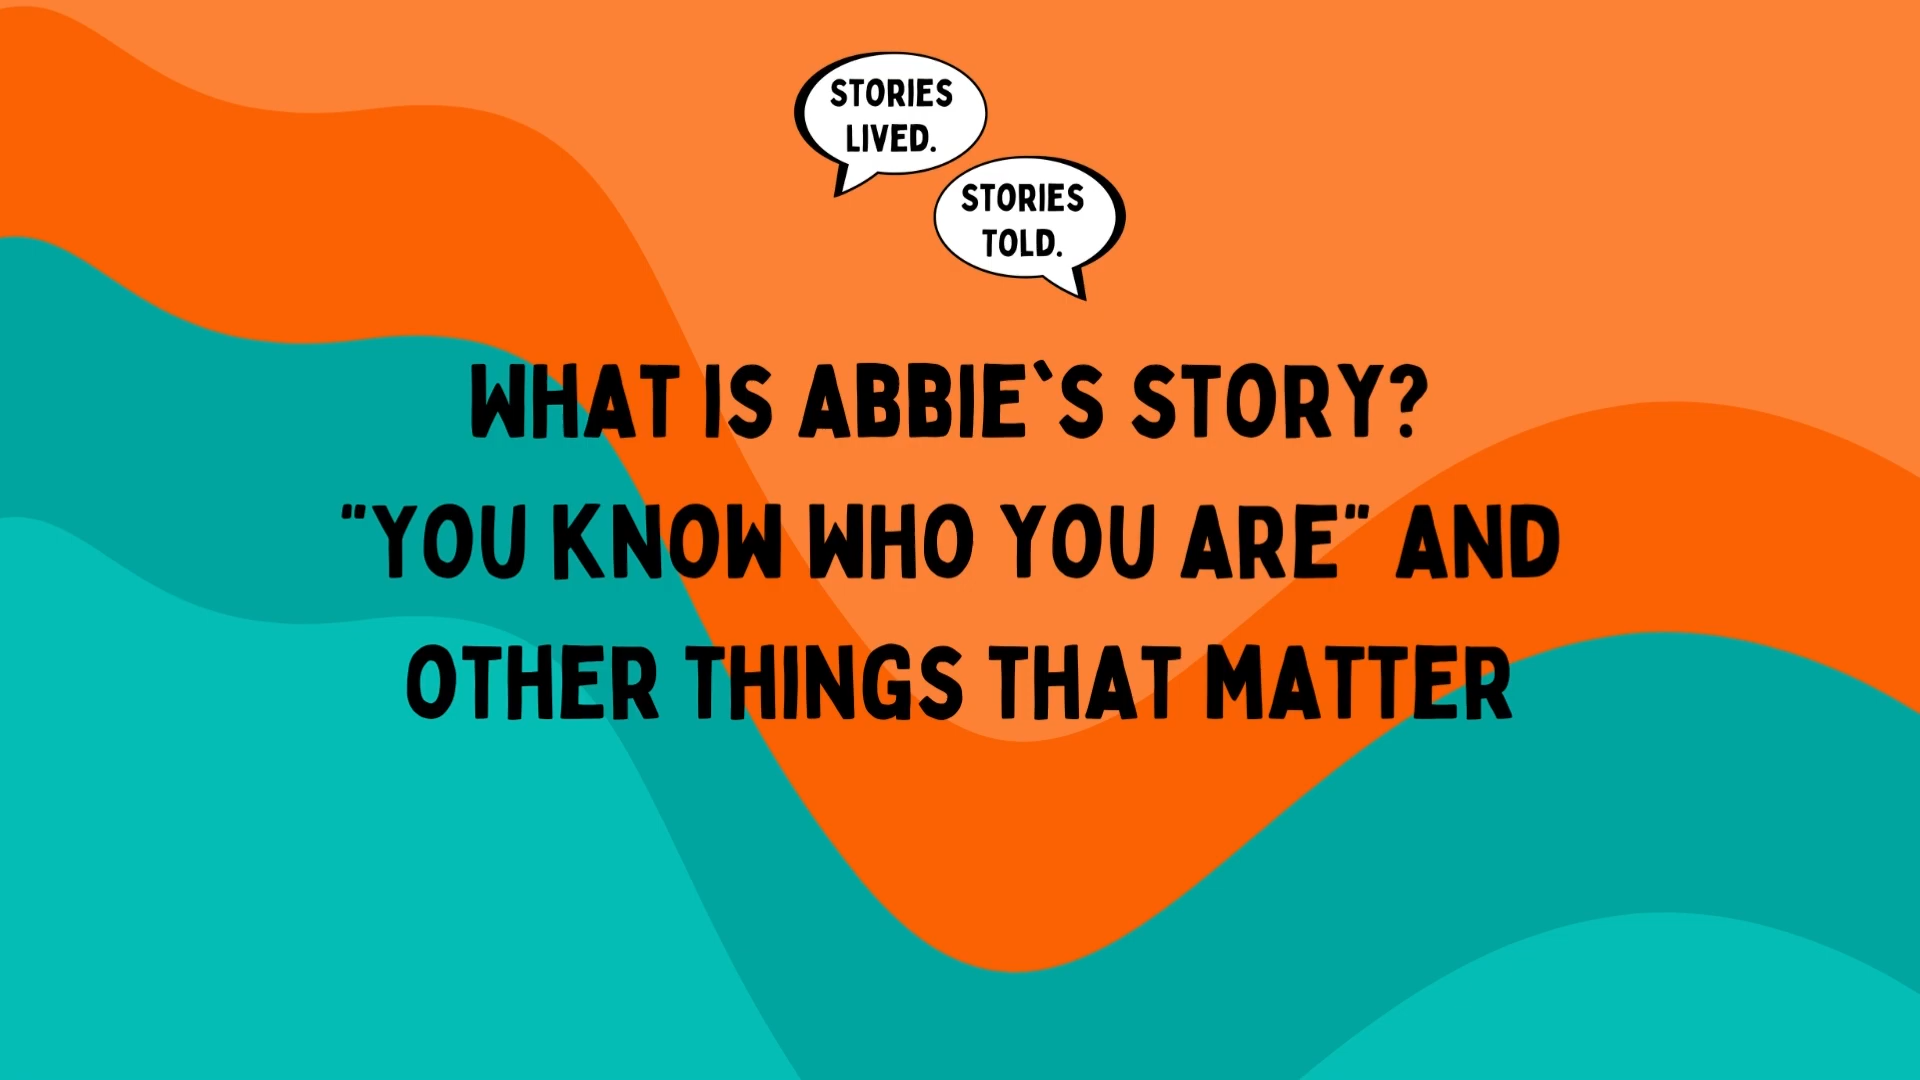 STORIES
LIVED.
STORIES
TOLD.
WHAT IS ABBIE`S STORY?
"YOU KNOW WHO YOU ARE" AND
OTHER THINGS THAT MATTER